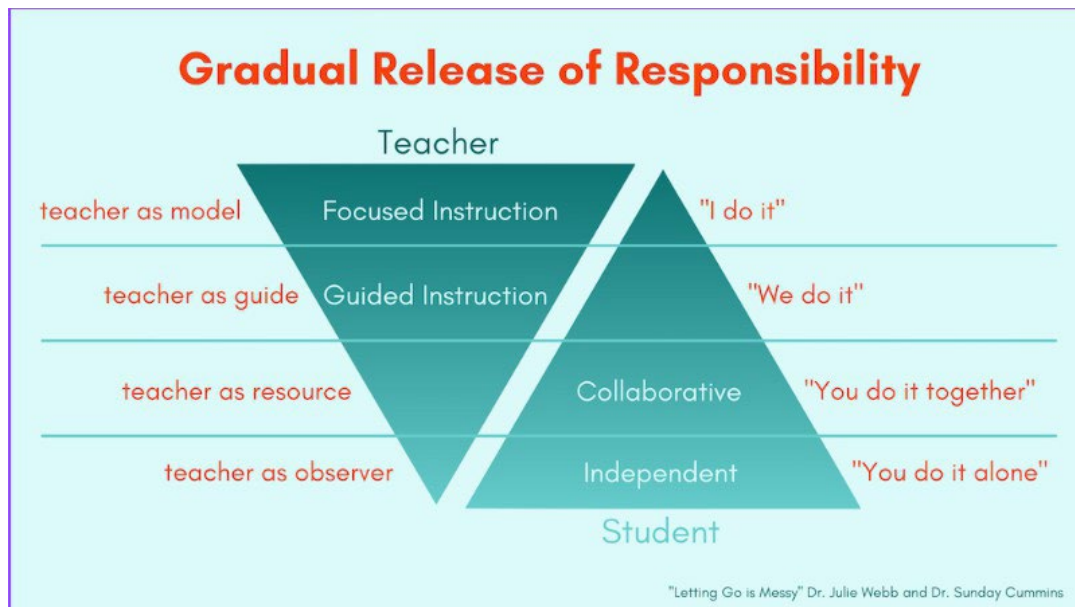 Gradual Release of Responsibility
Teacher
teacher as model Focused Instruction "I do it"
teacher as guide Guided Instruction "We do it"
teacher as resource Collaborative "You do it together"
teacher as observer Independent "You do it alone"
Student
"Letting Go is Messy" Dr. Julie Webb and Dr. Sunday Cummins